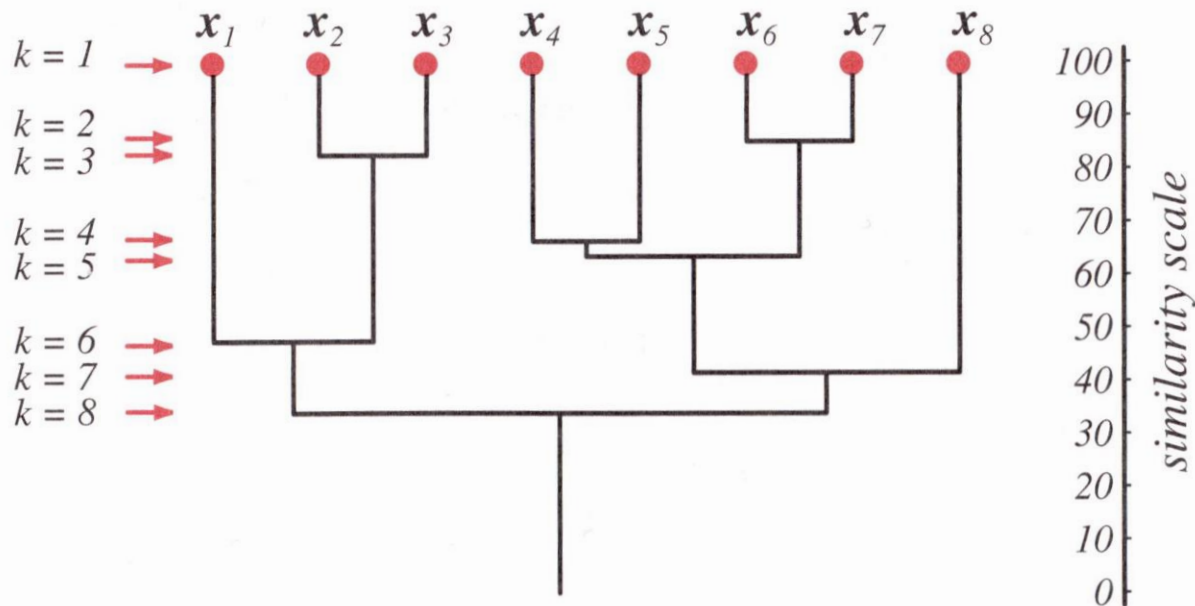 x1 x2 x3 x4 x5 x6 x7 x8
k = 1
k = 2
k = 3
k = 4
k = 5
k = 6
k = 7
k = 8
100
90
80
70
60
50
40
30
20
10
0
similarity scale